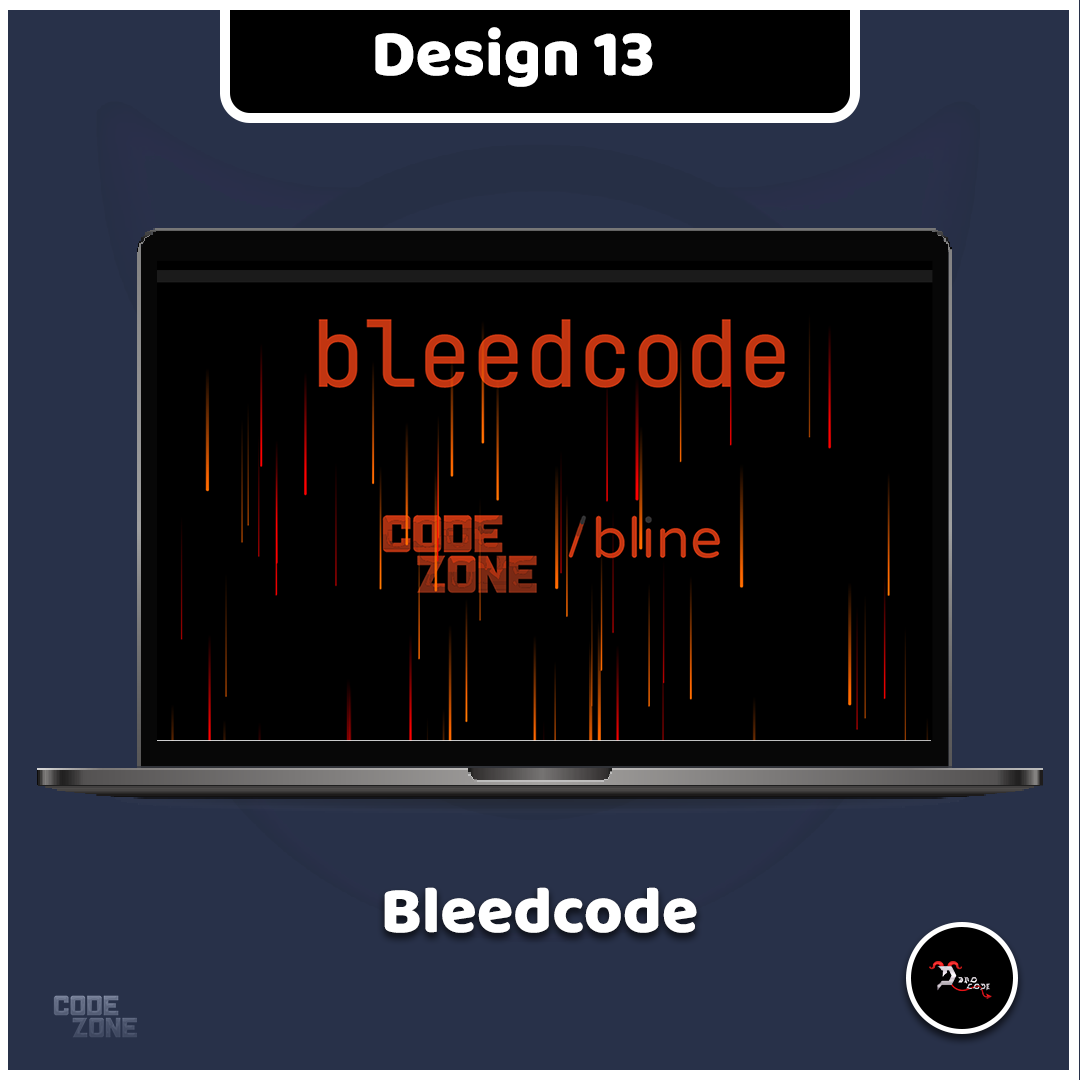 Design 13
bleedcode
CODE
ZONE
/bline
Bleedcode
CODE
ZONE